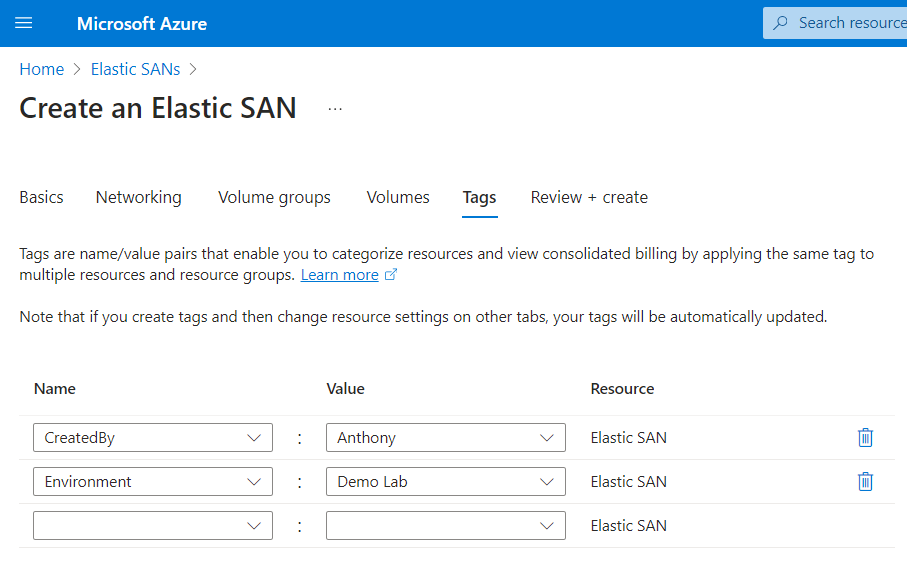 Microsoft Azure
Search resource
Home > Elastic SANs >
Create an Elastic SAN ...
Basics Networking Volume groups Volumes Tags Review + create
Tags are name/value pairs that enable you to categorize resources and view consolidated billing by applying the same tag to
multiple resources and resource groups. Learn more
Note that if you create tags and then change resource settings on other tabs, your tags will be automatically updated.
Name Value Resource
CreatedBy : Anthony Elastic SAN
Environment : Demo Lab Elastic SAN
: Elastic SAN